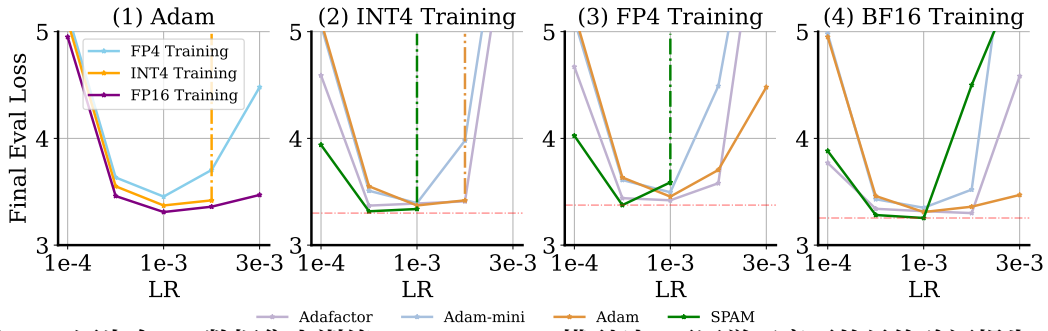 (1) Adam
(2) INT4 Training
(3) FP4 Training
(4) BF16 Training
Final Eval Loss
5
4
3
FP4 Training
INT4 Training
FP16 Training
1e-4
1e-3
3e-3
LR
5
4
3
1e-4
1e-3
3e-3
LR
5
4
3
1e-4
1e-3
3e-3
LR
5
4
3
1e-4
1e-3
3e-3
LR
Adafactor
Adam-mini
Adam
SPAM